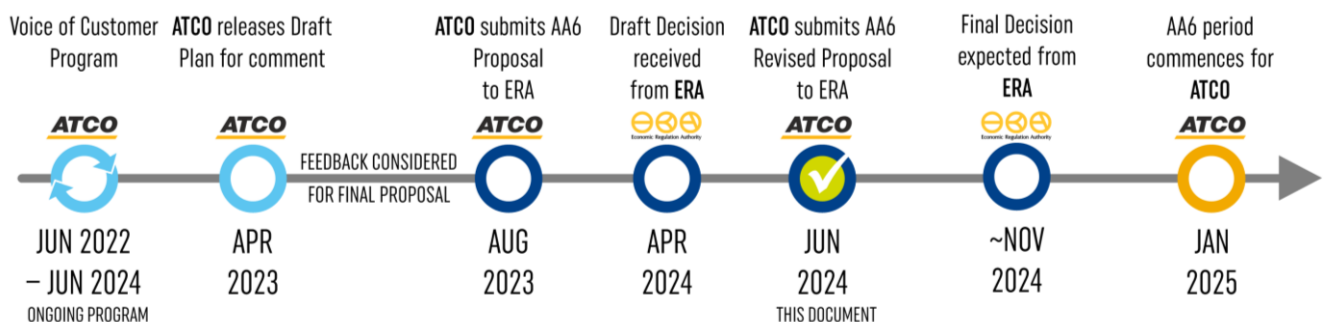 Voice of Customer
Program
ATCO
JUN 2022
– JUN 2024
ONGOING PROGRAM
ATCO releases Draft
Plan for comment
ATCO
APR
2023
FEEDBACK CONSIDERED
FOR FINAL PROPOSAL
ATCO submits AA6
Proposal
to ERA
ATCO
AUG
2023
Draft Decision
received
from ERA
ERA
Economic Regulation Authority
APR
2024
ATCO submits AA6
Revised Proposal
to ERA
ATCO
JUN
2024
THIS DOCUMENT
Final Decision
expected from
ERA
ERA
Economic Regulation Authority
~NOV
2024
AA6 period
commences for
ATCO
ATCO
JAN
2025